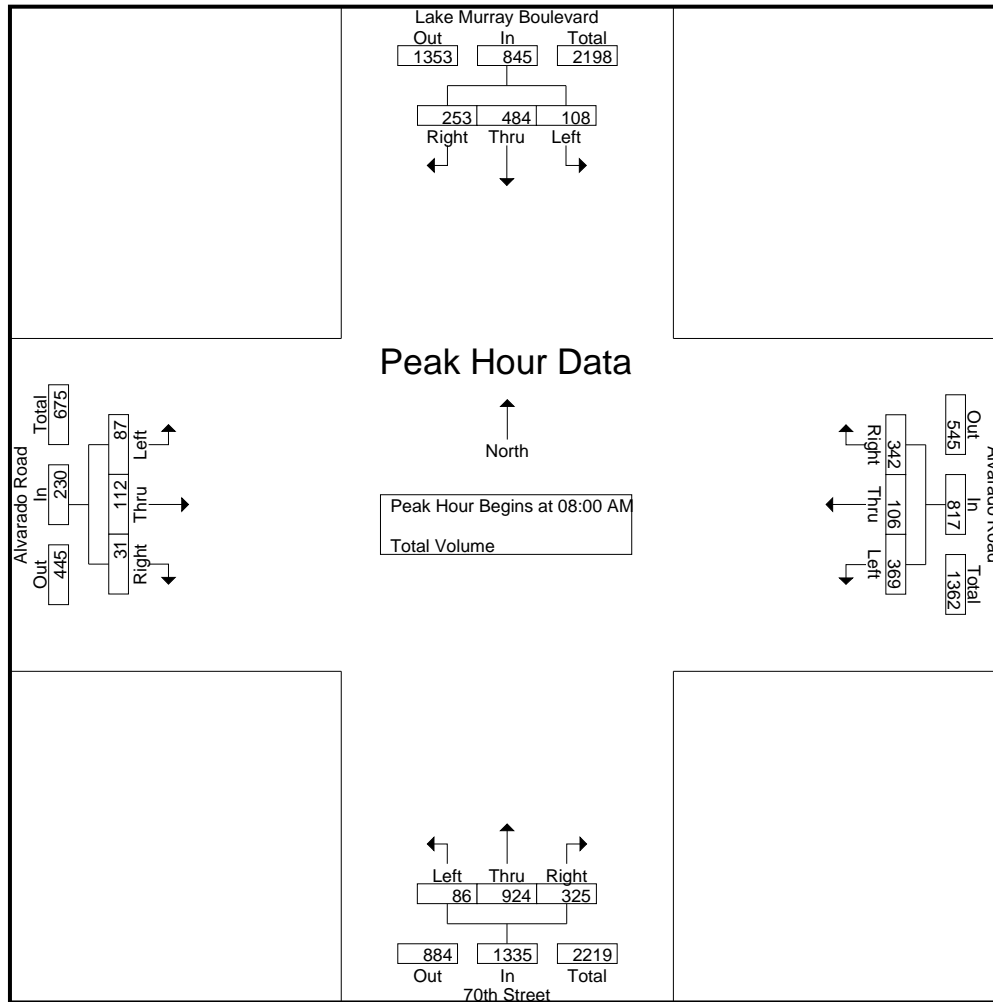 Lake Murray Boulevard
Out In Total
1353 845 2198
253 484 108
Right Thru Left
Peak Hour Data
North
Peak Hour Begins at 08:00 AM
Total Volume
Alvarado Road
Total In Out
675 230 445
87 112 31
Left Thru Right
Alvarado Road
Out In Total
545 817 1362
342 106 369
Right Thru Left
Left Thru Right
86 924 325
884 1335 2219
Out In Total
70th Street